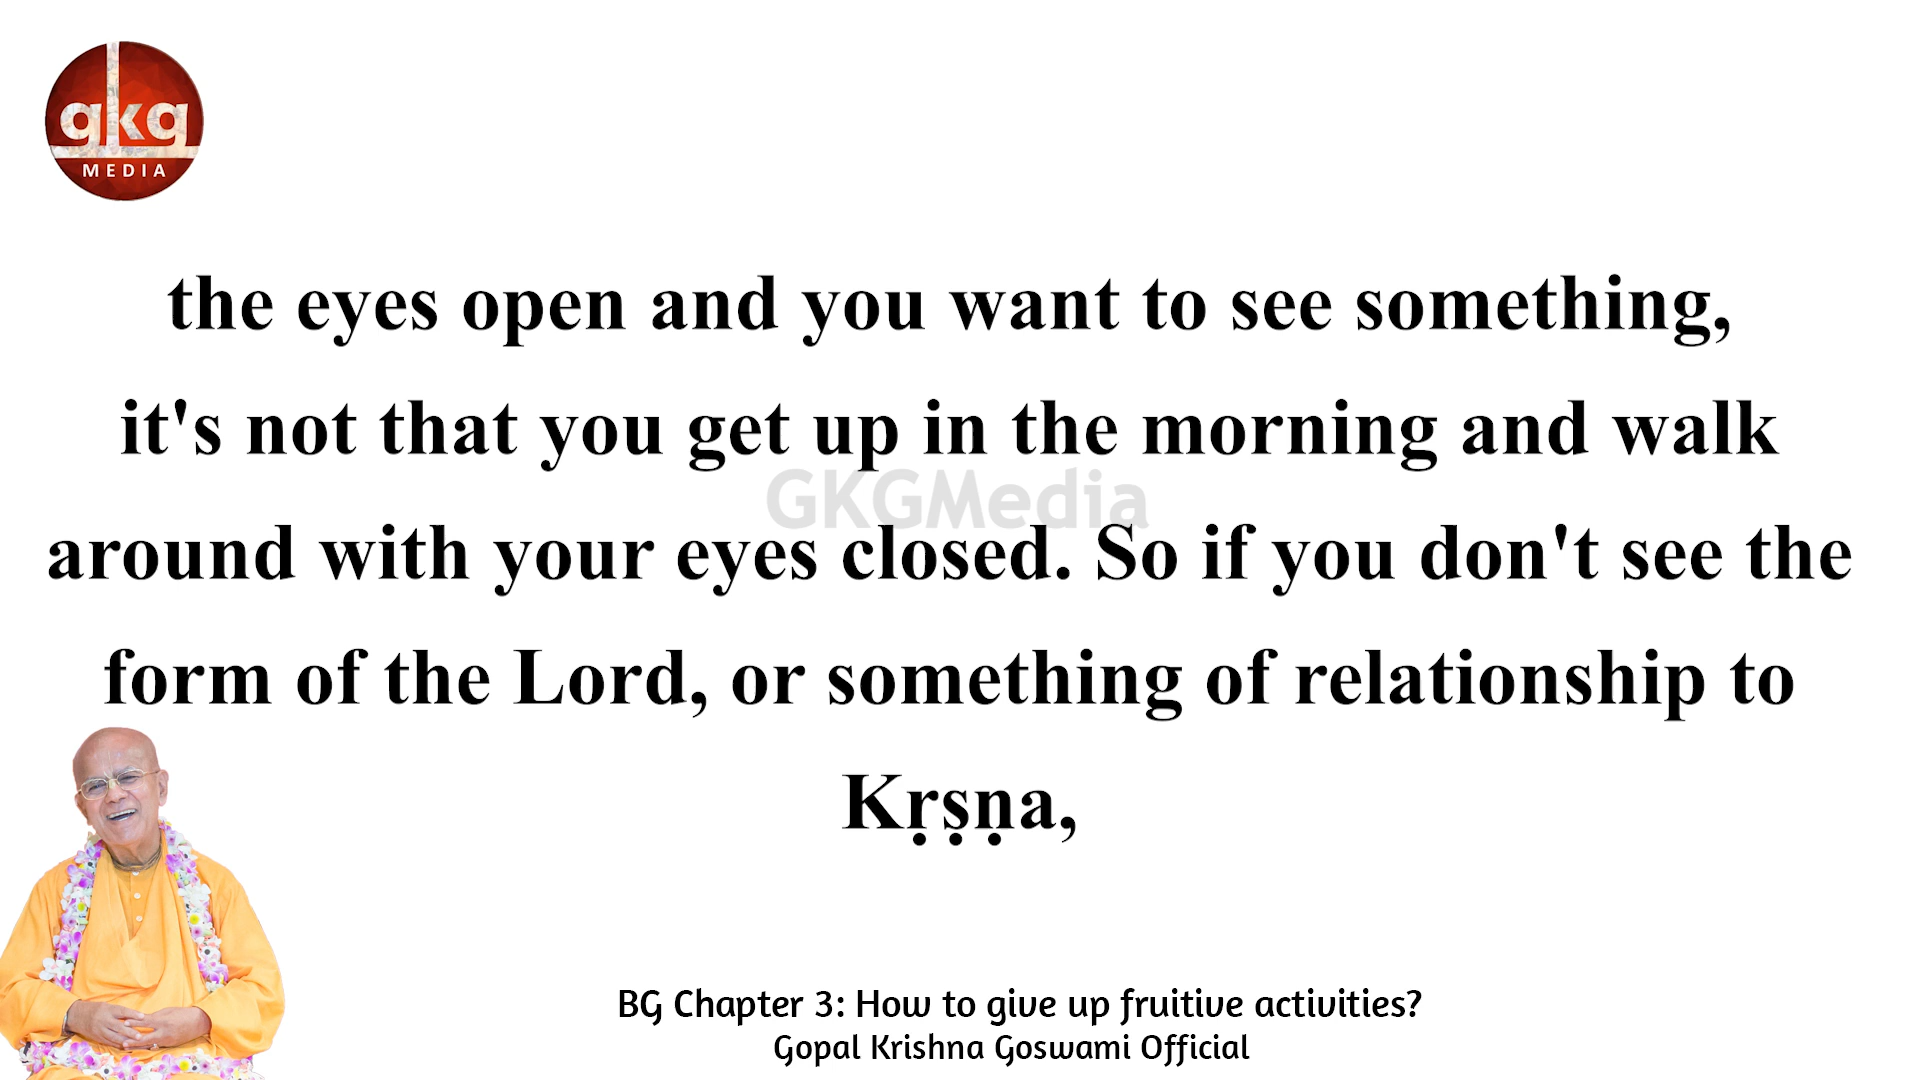 gkg
MEDIA
the eyes open and you want to see something,
it's not that you get up in the morning and walk
GKGMedia
around with your eyes closed. So if you don't see the
form of the Lord, or something of relationship to
Kṛṣṇa,
BG Chapter 3: How to give up fruitive activities?
Gopal Krishna Goswami Official